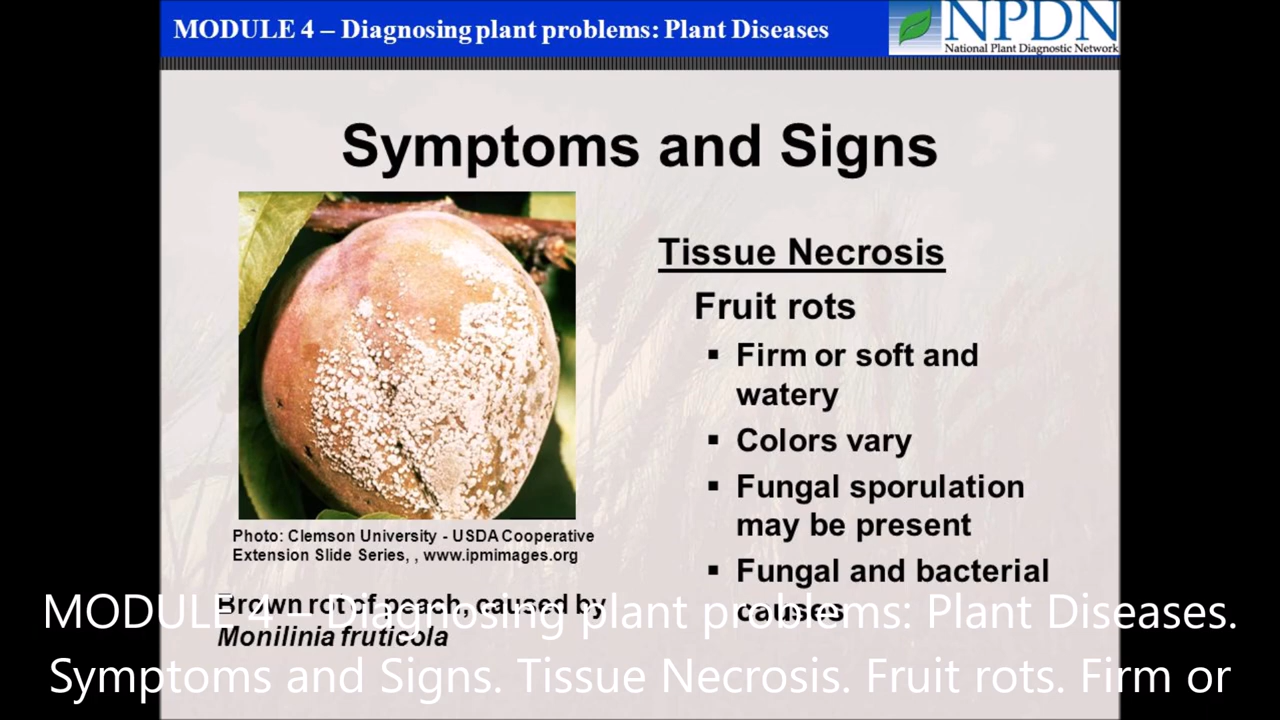 MODULE 4 – Diagnosing plant problems: Plant Diseases
NPDN
National Plant Diagnostic Network
Symptoms and Signs
Tissue Necrosis
Fruit rots
▪ Firm or soft and
watery
▪ Colors vary
▪ Fungal sporulation
may be present
▪ Fungal and bacterial
causes
Photo: Clemson University - USDA Cooperative
Extension Slide Series, , www.ipmimages.org
Brown rot of peach, caused by
Monilinia fruticola
MODULE 4 – Diagnosing plant problems: Plant Diseases.
Symptoms and Signs. Tissue Necrosis. Fruit rots. Firm or